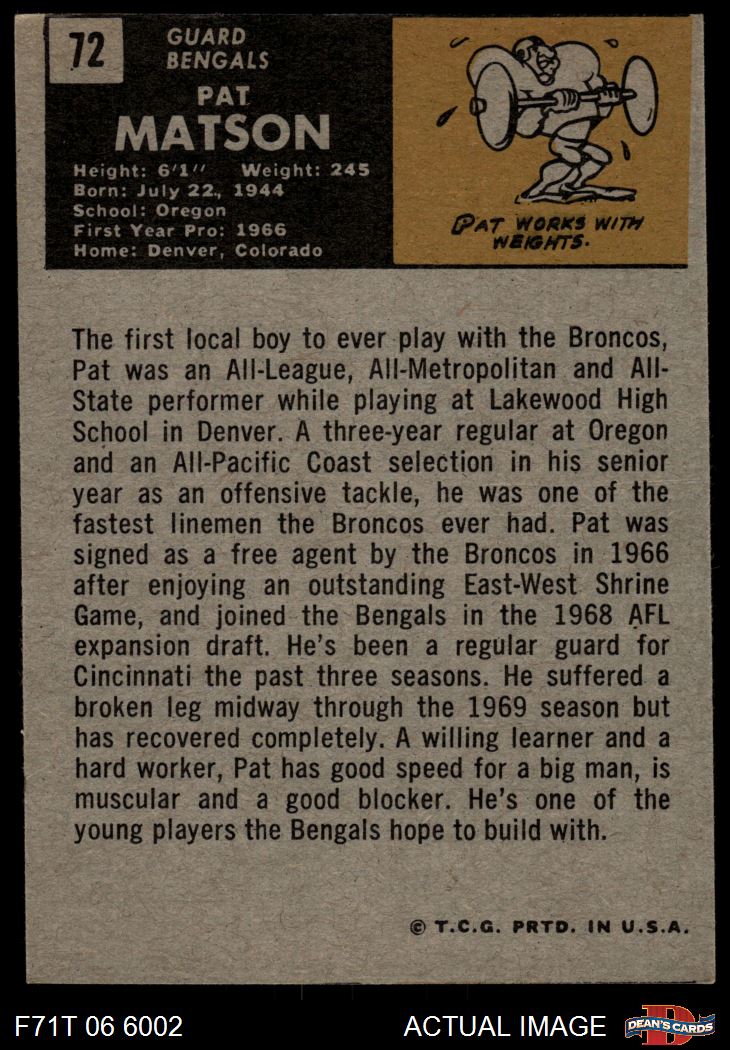 72
GUARD
BENGALS
PAT
MATSON
Height: 6'1" Weight: 245
Born: July 22, 1944
School: Oregon
First Year Pro: 1966
Home: Denver, Colorado
PAT WORKS WITH
WEIGHTS.
The first local boy to ever play with the Broncos,
Pat was an All-League, All-Metropolitan and All-
State performer while playing at Lakewood High
School in Denver. A three-year regular at Oregon
and an All-Pacific Coast selection in his senior
year as an offensive tackle, he was one of the
fastest linemen the Broncos ever had. Pat was
signed as a free agent by the Broncos in 1966
after enjoying an outstanding East-West Shrine
Game, and joined the Bengals in the 1968 AFL
expansion draft. He's been a regular guard for
Cincinnati the past three seasons. He suffered a
broken leg midway through the 1969 season but
has recovered completely. A willing learner and a
hard worker, Pat has good speed for a big man, is
muscular and a good blocker. He's one of the
young players the Bengals hope to build with.
© T.C.G. PRTD. IN U.S.A.
F71T 06 6002 ACTUAL IMAGE
D
DEAN'S CARDS